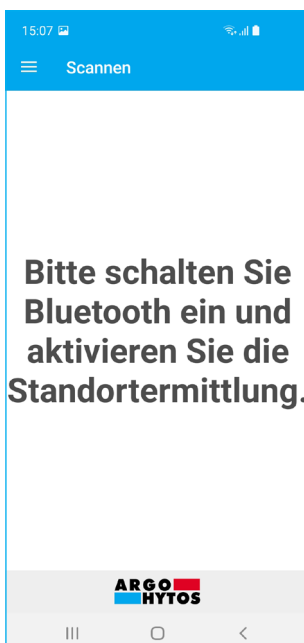 15:07
Scannen
Bitte schalten Sie
Bluetooth ein und
aktivieren Sie die
Standortermittlung.
ARGO
HYTOS